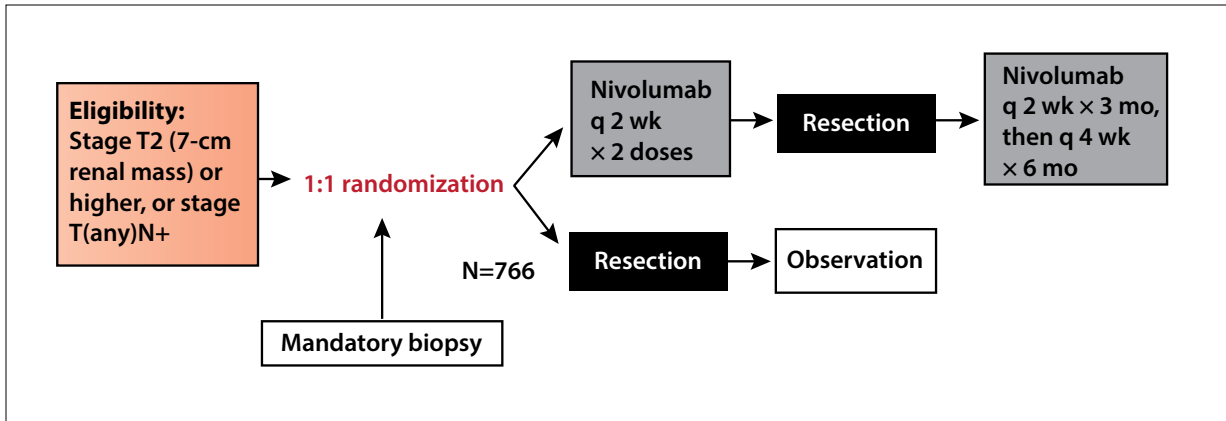 Eligibility:
Stage T2 (7-cm
renal mass) or
higher, or stage
T(any)N+
1:1 randomization
Mandatory biopsy
N=766
Nivolumab
q 2 wk
× 2 doses
Resection
Nivolumab
q 2 wk × 3 mo,
then q 4 wk
× 6 mo
Resection
Observation